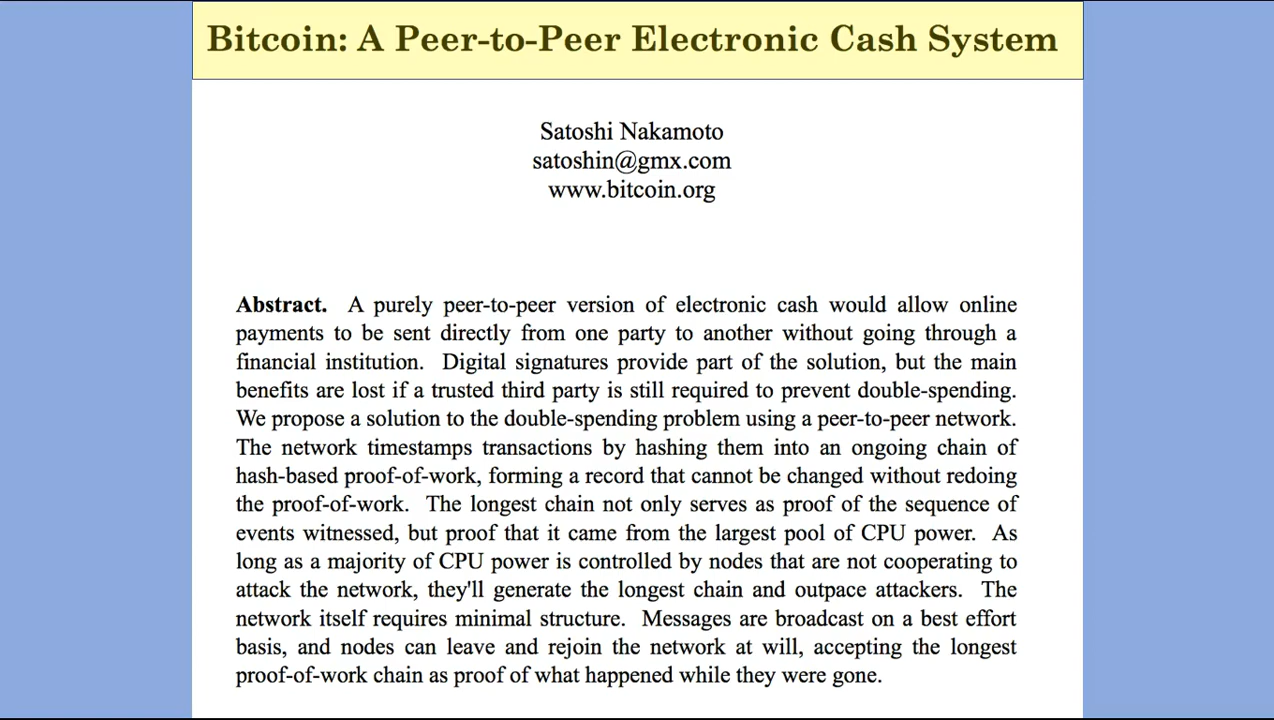 Bitcoin: A Peer-to-Peer Electronic Cash System
Satoshi Nakamoto
satoshin@gmx.com
www.bitcoin.org
Abstract. A purely peer-to-peer version of electronic cash would allow online
payments to be sent directly from one party to another without going through a
financial institution. Digital signatures provide part of the solution, but the main
benefits are lost if a trusted third party is still required to prevent double-spending.
We propose a solution to the double-spending problem using a peer-to-peer network.
The network timestamps transactions by hashing them into an ongoing chain of
hash-based proof-of-work, forming a record that cannot be changed without redoing
the proof-of-work. The longest chain not only serves as proof of the sequence of
events witnessed, but proof that it came from the largest pool of CPU power. As
long as a majority of CPU power is controlled by nodes that are not cooperating to
attack the network, they'll generate the longest chain and outpace attackers. The
network itself requires minimal structure. Messages are broadcast on a best effort
basis, and nodes can leave and rejoin the network at will, accepting the longest
proof-of-work chain as proof of what happened while they were gone.